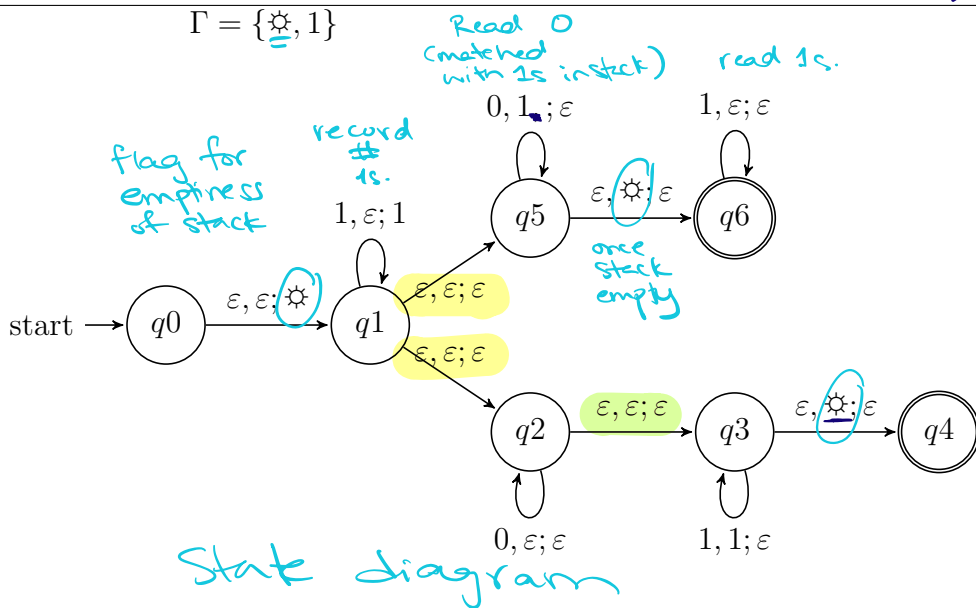 Γ = {☼, 1}
Read 0
(matched
with 1s in stack)
read 1s.
0, 1 ; ε
1, ε; ε
record
#
1s.
flag for
emptiness
of stack
1, ε; 1
q5
ε, ☼; ε
q6
once
stack
empty
ε, ε; ☼
ε, ε; ε
start
q0
q1
ε, ε; ε
q2
ε, ε; ε
q3
ε, ☼; ε
q4
0, ε; ε
1, 1; ε
State diagram